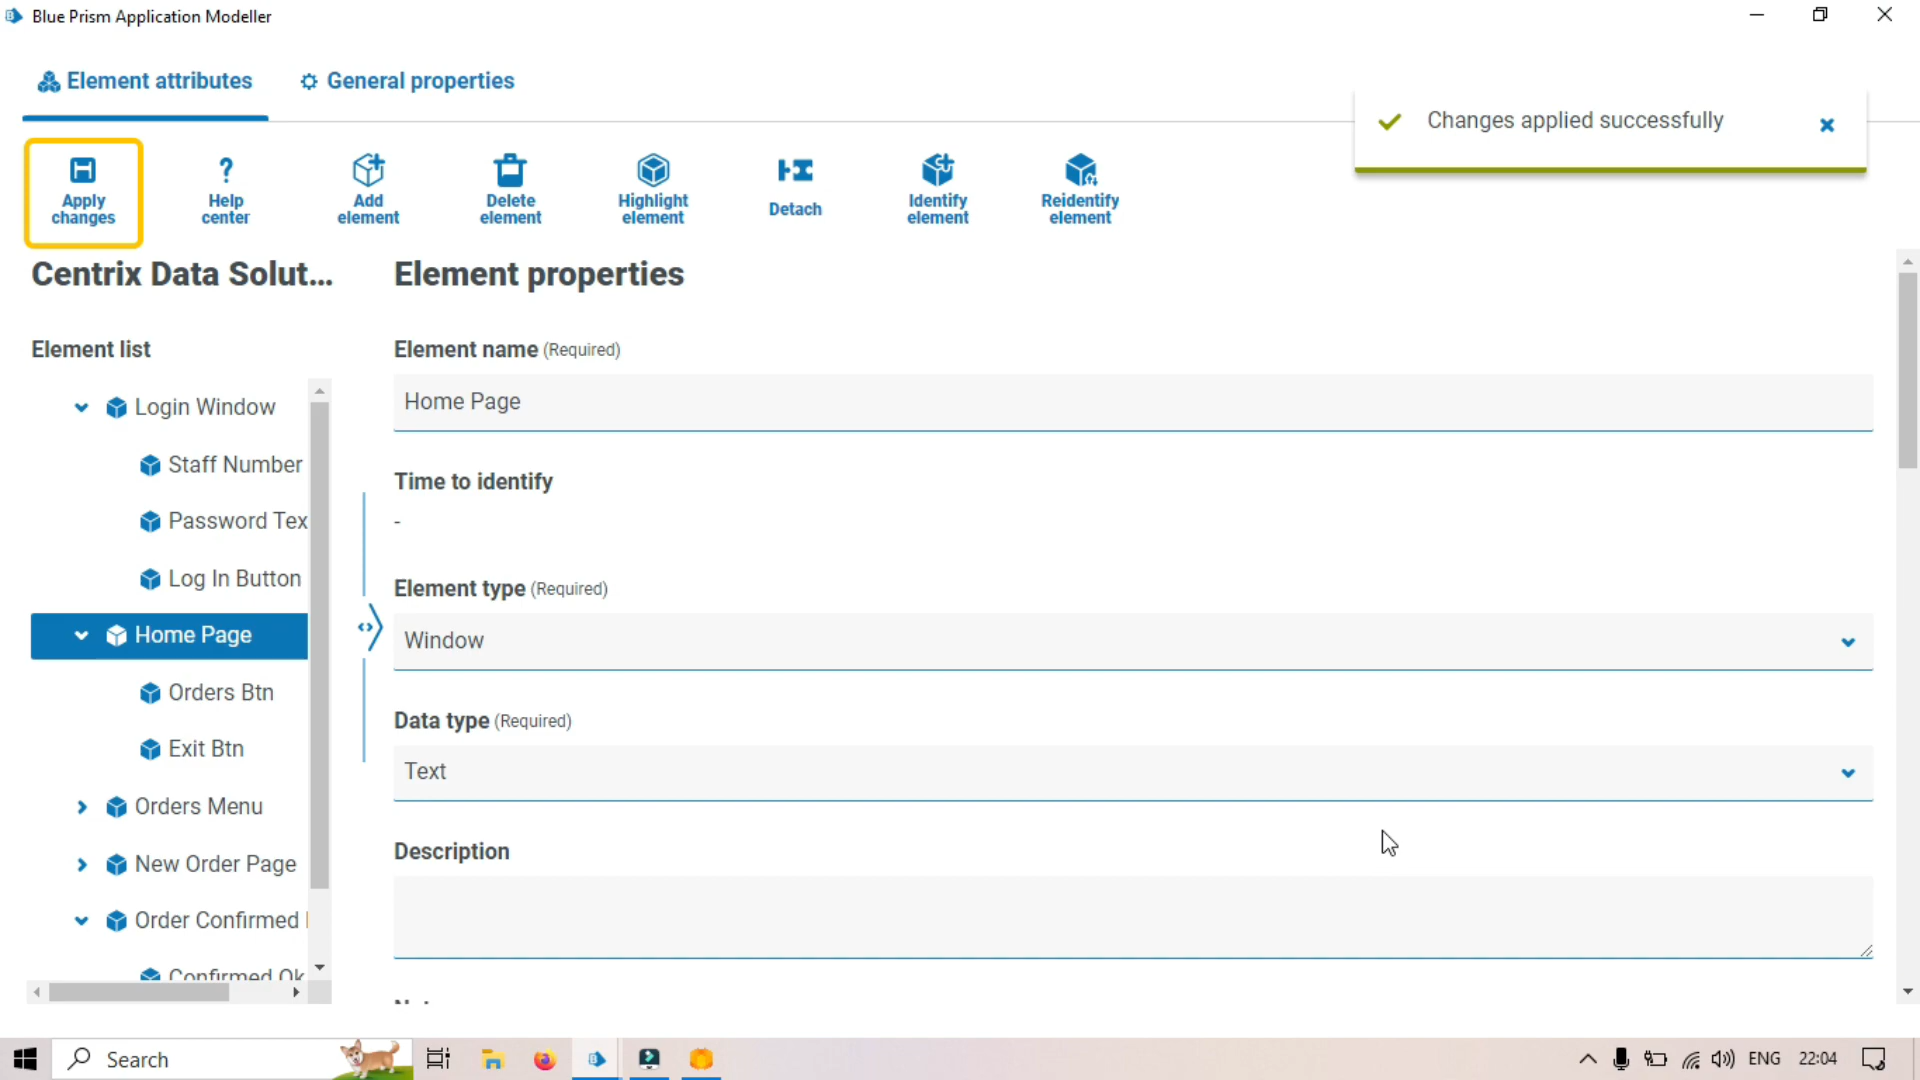 Blue Prism Application Modeller
Element attributes
General properties
Changes applied successfully
Apply changes
Help center
Add element
Delete element
Highlight element
Detach
Identify element
Reidentify element
Centrix Data Solut...
Element properties
Element list
Element name (Required)
Login Window
Home Page
Staff Number
Time to identify
Password Tex
-
Log In Button
Element type (Required)
Home Page
Window
Orders Btn
Data type (Required)
Exit Btn
Text
Orders Menu
Description
New Order Page
Order Confirmed
Confirmed Ok
Search
ENG
22:04